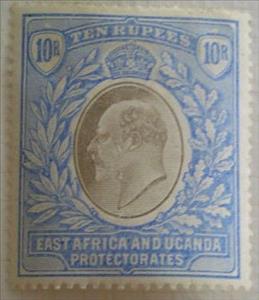 TEN RUPEES
10R 10R
EAST AFRICA AND UGANDA
PROTECTORATES